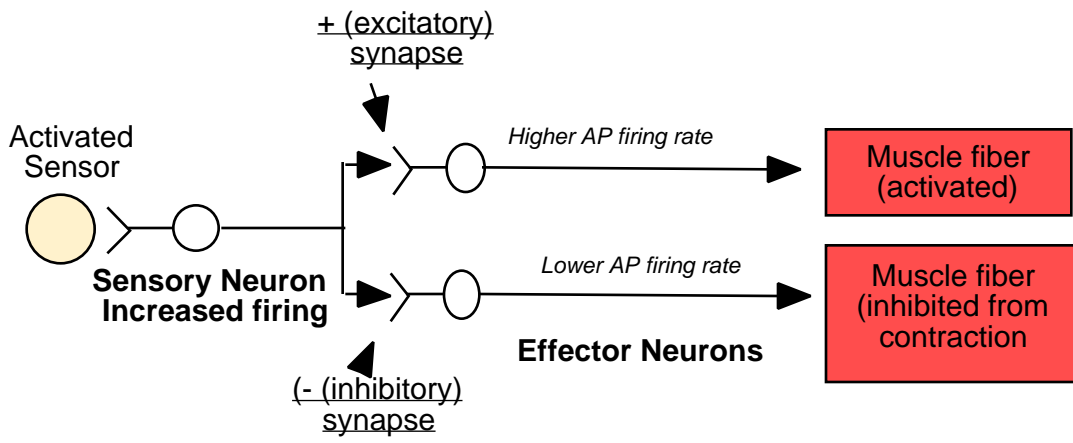 + (excitatory)
synapse
Activated
Sensor
Higher AP firing rate
Muscle fiber
(activated)
Sensory Neuron
Increased firing
Lower AP firing rate
Muscle fiber
(inhibited from
contraction
Effector Neurons
(- (inhibitory)
synapse